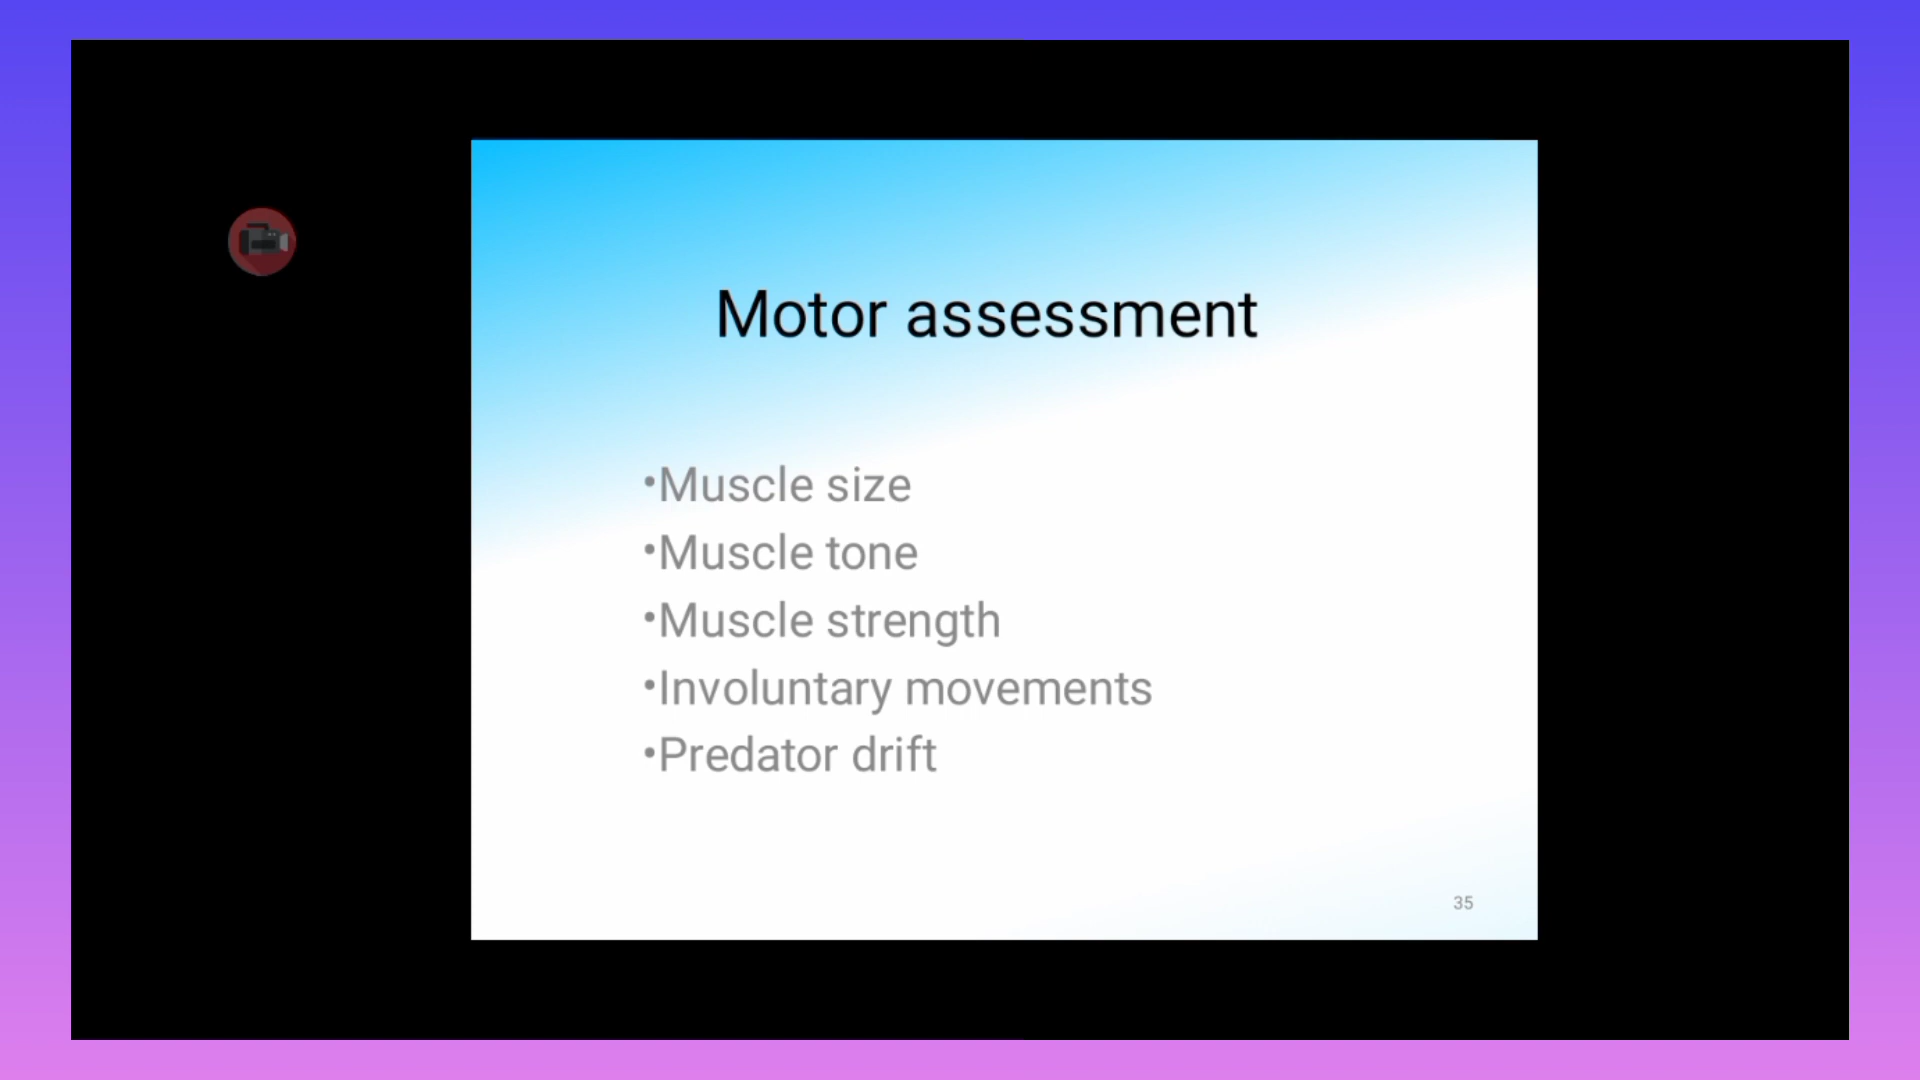 Motor assessment
•Muscle size
•Muscle tone
•Muscle strength
•Involuntary movements
•Predator drift
35